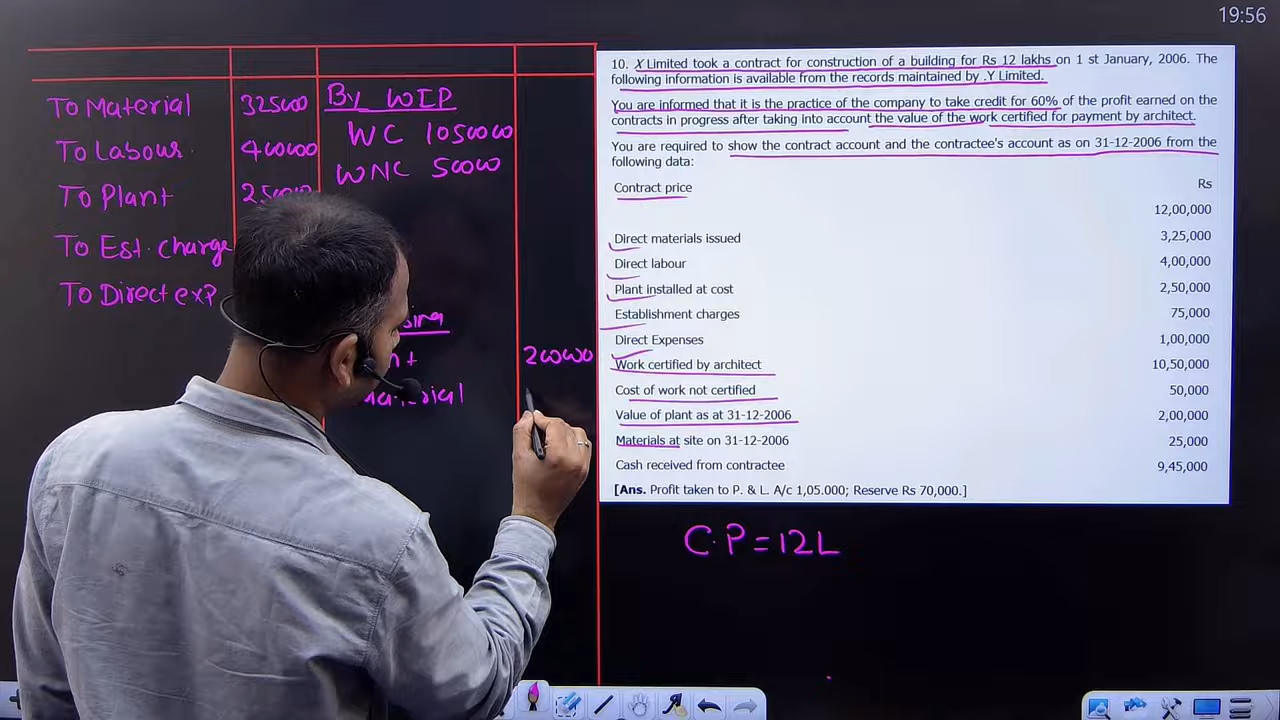 19:56
To Material 325000 By WIP
WC 1050000
To Labour 400000
WNC 50000
To Plant
To Est. charge
To Direct exp
200000
C.P = 12L
10. X Limited took a contract for construction of a building for Rs 12 lakhs on 1 st January, 2006. The
following information is available from the records maintained by .Y Limited.
You are informed that it is the practice of the company to take credit for 60% of the profit earned on the
contracts in progress after taking into account the value of the work certified for payment by architect.
You are required to show the contract account and the contractee's account as on 31-12-2006 from the
following data:
Contract price Rs
12,00,000
Direct materials issued 3,25,000
Direct labour 4,00,000
Plant installed at cost 2,50,000
Establishment charges 75,000
Direct Expenses 1,00,000
Work certified by architect 10,50,000
Cost of work not certified 50,000
Value of plant as at 31-12-2006 2,00,000
Materials at site on 31-12-2006 25,000
Cash received from contractee 9,45,000
[Ans. Profit taken to P. & L. A/c 1,05.000; Reserve Rs 70,000.]